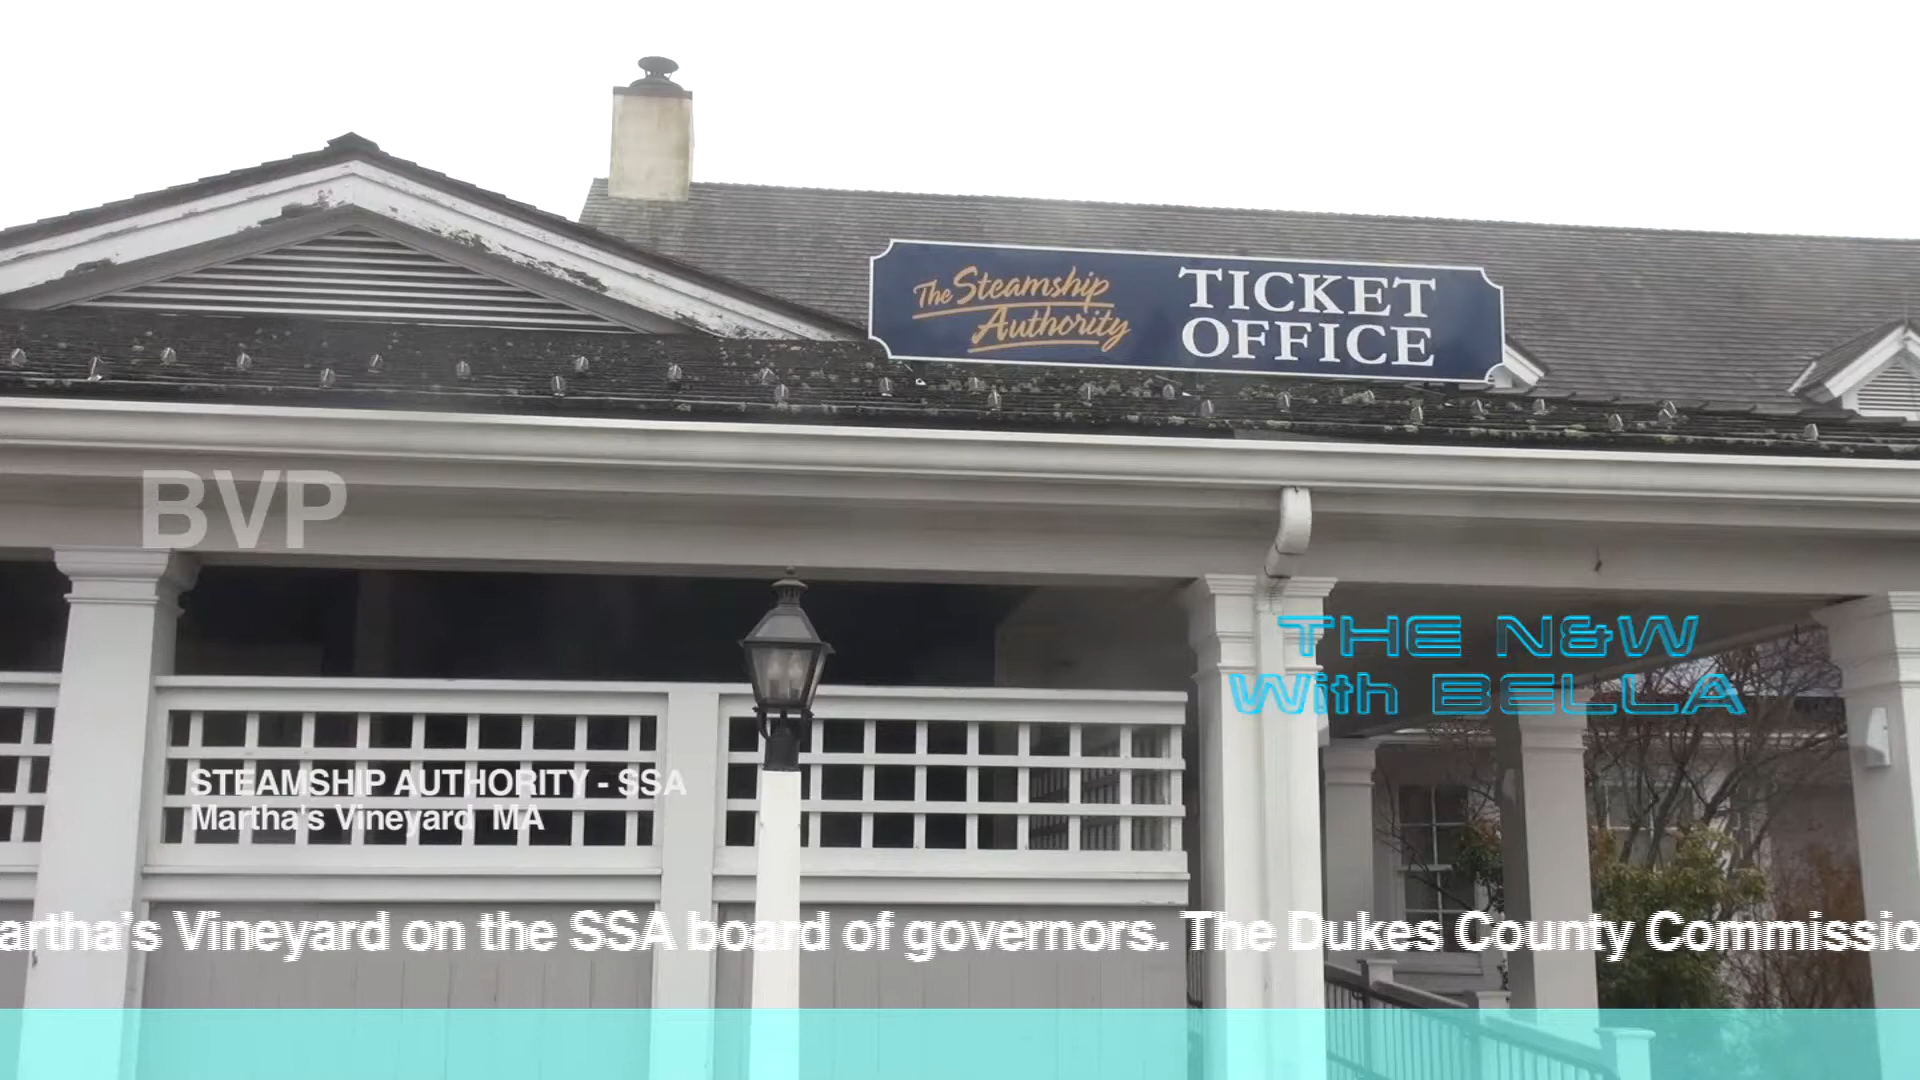 The Steamship
Authority
TICKET
OFFICE
BVP
THE N&W
With BELLA
STEAMSHIP AUTHORITY - SSA
Martha's Vineyard MA
artha's Vineyard on the SSA board of governors. The Dukes County Commissio